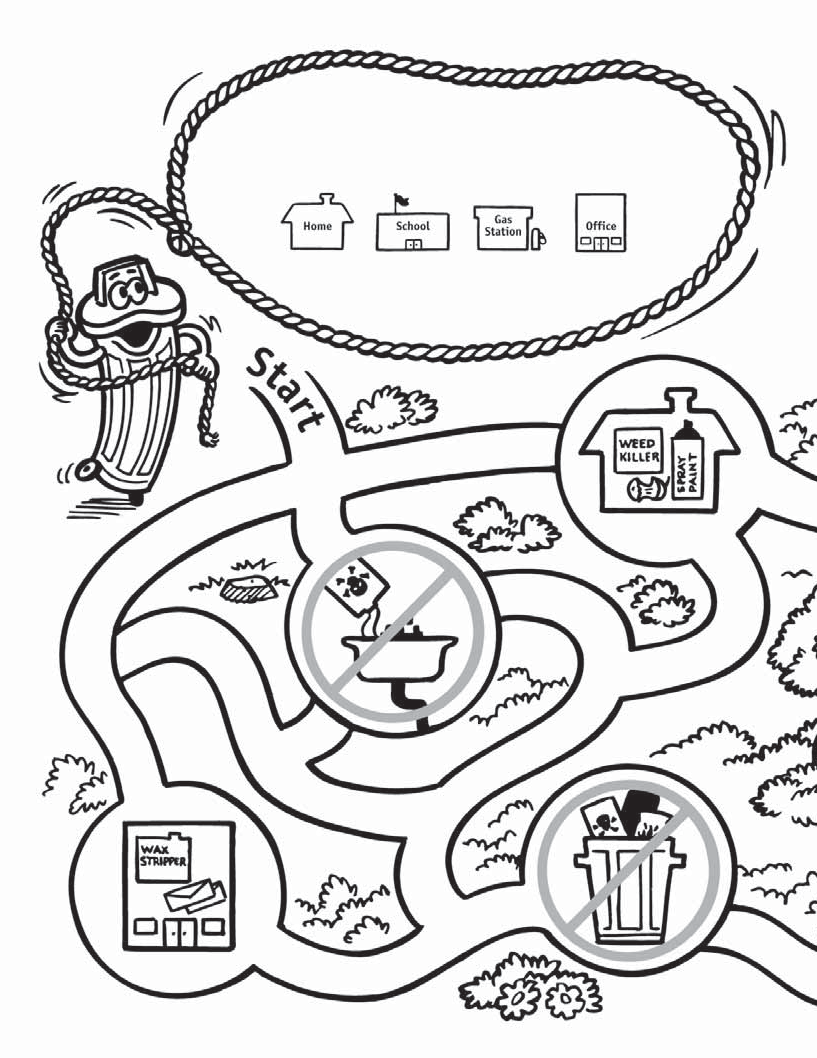 Home
School
Gas
Station
Office
Start
WEED
KILLER
SPRAY
PAINT
WAX
STRIPPER